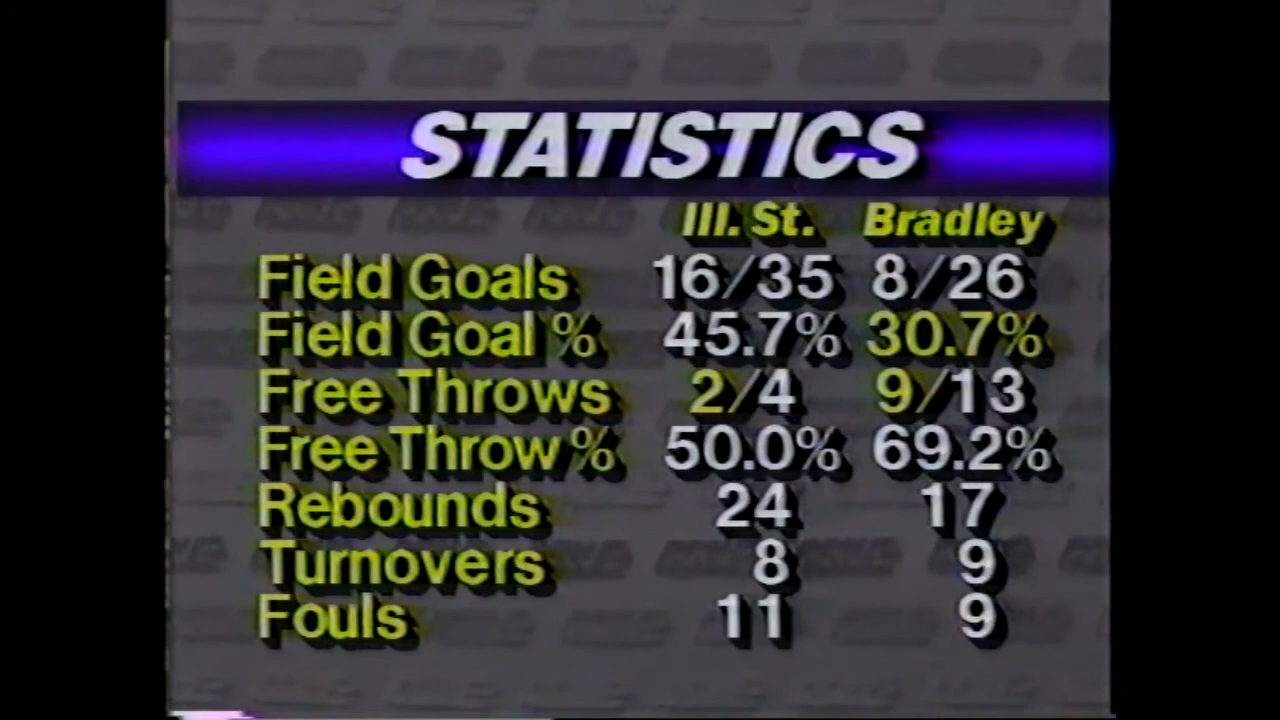 STATISTICS
Ill. St. Bradley
Field Goals 16/35 8/26
Field Goal % 45.7% 30.7%
Free Throws 2/4 9/13
Free Throw % 50.0% 69.2%
Rebounds 24 17
Turnovers 8 9
Fouls 11 9